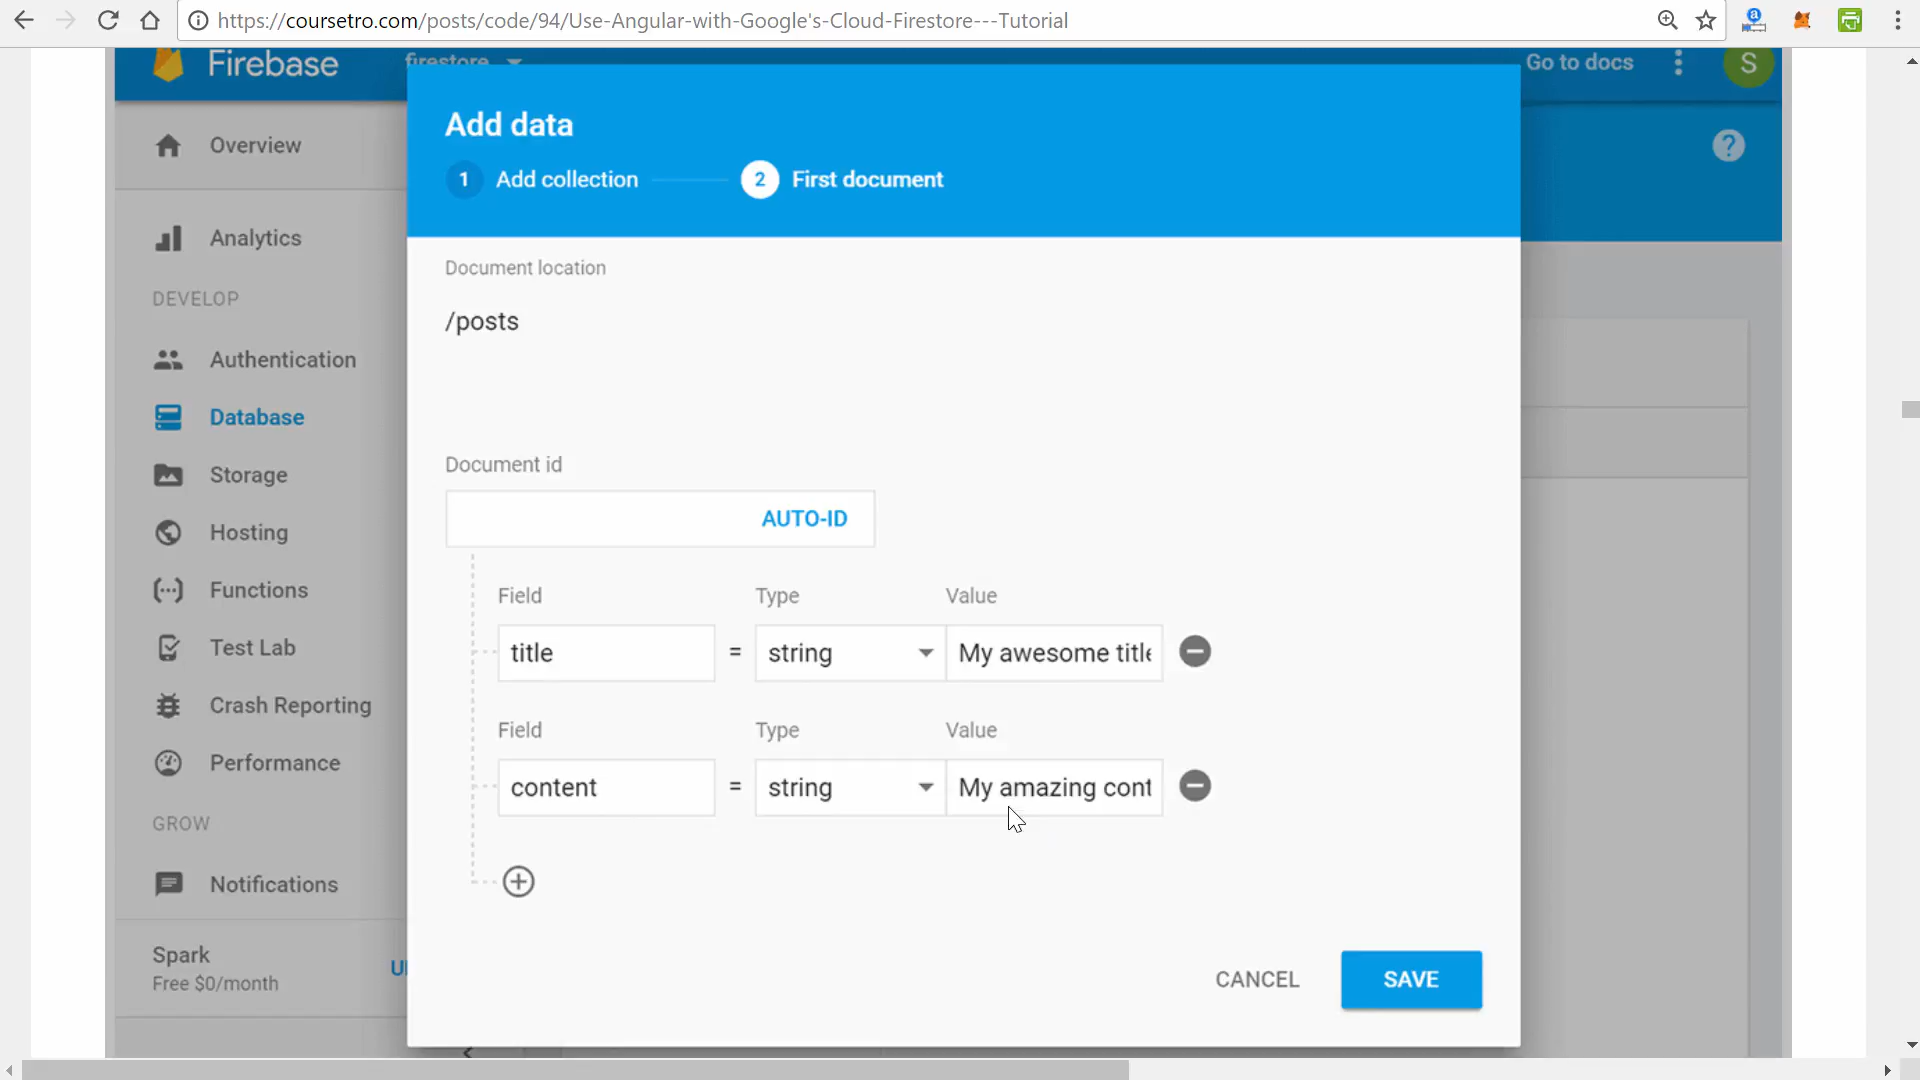 https://coursetro.com/posts/code/94/Use-Angular-with-Google's-Cloud-Firestore---Tutorial
Firebase
firestore
Go to docs
S
Add data
1 Add collection
2 First document
Overview
Analytics
DEVELOP
Authentication
Database
Storage
Hosting
Functions
Test Lab
Crash Reporting
Performance
GROW
Notifications
Spark
Free $0/month
Document location
/posts
Document id
AUTO-ID
Field Type Value
title = string My awesome title
Field Type Value
content = string My amazing cont
CANCEL SAVE